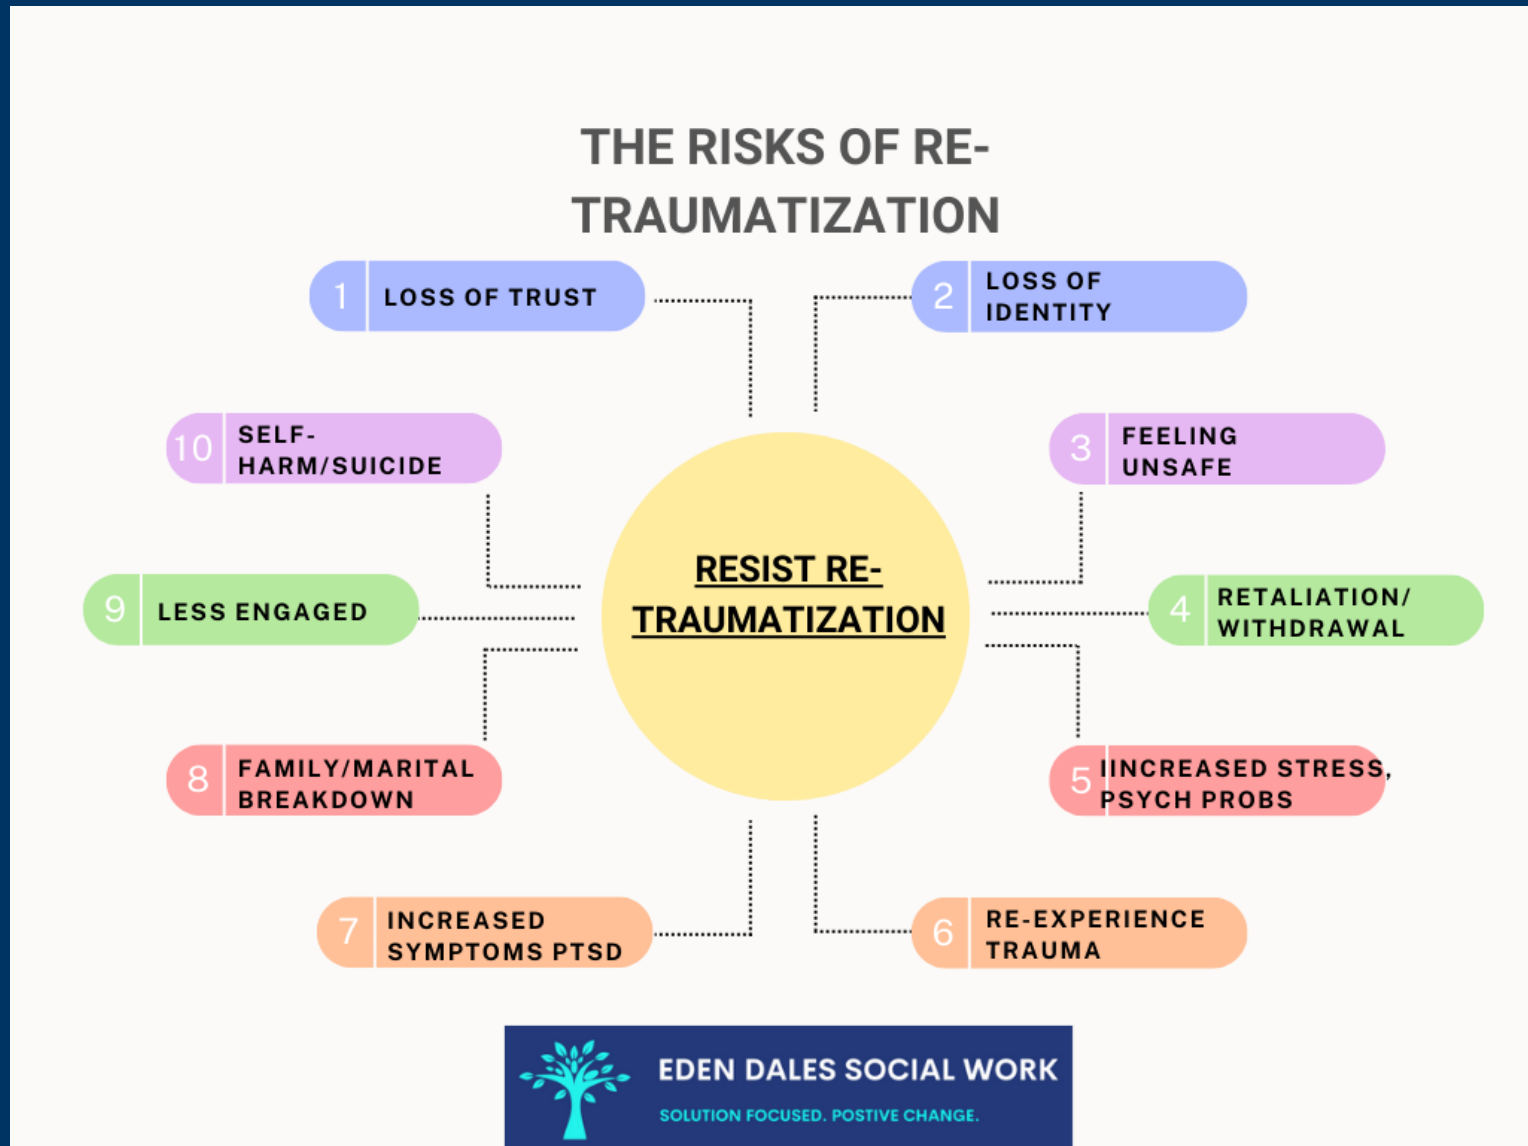 THE RISKS OF RE-
TRAUMATIZATION
1 LOSS OF TRUST
2 LOSS OF
IDENTITY
3 FEELING
UNSAFE
4 RETALIATION/
WITHDRAWAL
5 IINCREASED STRESS,
PSYCH PROBS
6 RE-EXPERIENCE
TRAUMA
7 INCREASED
SYMPTOMS PTSD
8 FAMILY/MARITAL
BREAKDOWN
9 LESS ENGAGED
10 SELF-
HARM/SUICIDE
RESIST RE-
TRAUMATIZATION
EDEN DALES SOCIAL WORK
SOLUTION FOCUSED. POSTIVE CHANGE.